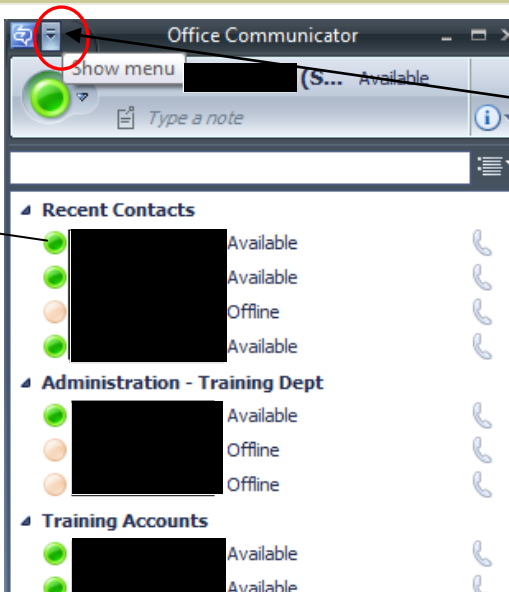 Office Communicator
Show menu
(S... Available
Type a note
Recent Contacts
Available
Available
Offline
Available
Administration - Training Dept
Available
Offline
Offline
Training Accounts
Available
Available